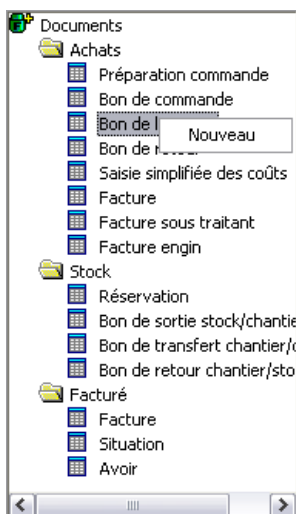 Documents
Achats
Préparation commande
Bon de commande
Bon de
Nouveau
Bon de
Saisie simplifiée des coûts
Facture
Facture sous traitant
Facture engin
Stock
Réservation
Bon de sortie stock/chantie
Bon de transfert chantier/
Bon de retour chantier/sto
Facturé
Facture
Situation
Avoir